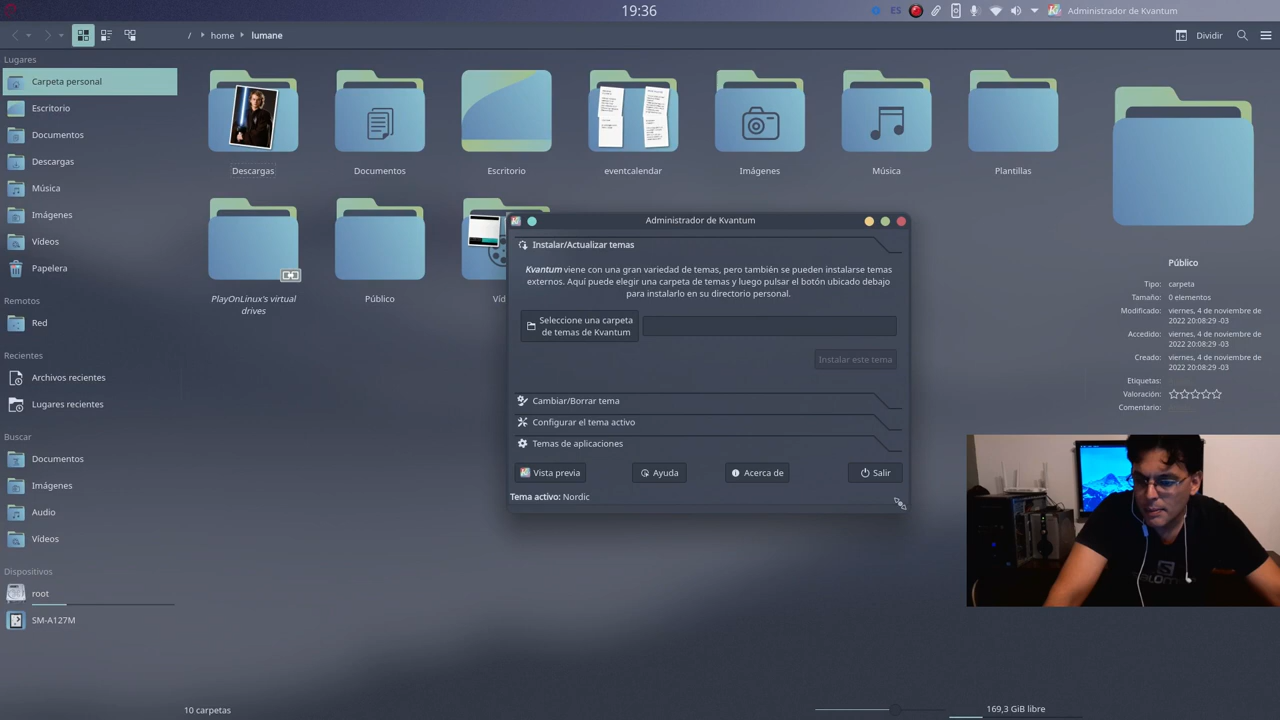 19:36
ES
Administrador de Kvantum
/ home lumane
Dividir
Lugares
Carpeta personal
Escritorio
Documentos
Descargas
Música
Imágenes
Vídeos
Papelera
Remotos
Red
Recientes
Archivos recientes
Lugares recientes
Buscar
Documentos
Imágenes
Audio
Vídeos
Dispositivos
root
SM-A127M
Descargas
Documentos
Escritorio
eventcalendar
Imágenes
Música
Plantillas
PlayOnLinux's virtual
drives
Público
Víd
Administrador de Kvantum
Instalar/Actualizar temas
Kvantum viene con una gran variedad de temas, pero también se pueden instalarse temas
externos. Aquí puede elegir una carpeta de temas y luego pulsar el botón ubicado debajo
para instalarlo en su directorio personal.
Seleccione una carpeta
de temas de Kvantum
Instalar este tema
Cambiar/Borrar tema
Configurar el tema activo
Temas de aplicaciones
Vista previa
Ayuda
Acerca de
Salir
Tema activo: Nordic
Público
Tipo: carpeta
Tamaño: 0 elementos
Modificado: viernes, 4 de noviembre de
2022 20:08:29 -03
Accedido: viernes, 4 de noviembre de
2022 20:08:29 -03
Creado: viernes, 4 de noviembre de
2022 20:08:29 -03
Etiquetas:
Valoración:
Comentario:
10 carpetas
169,3 GiB libre